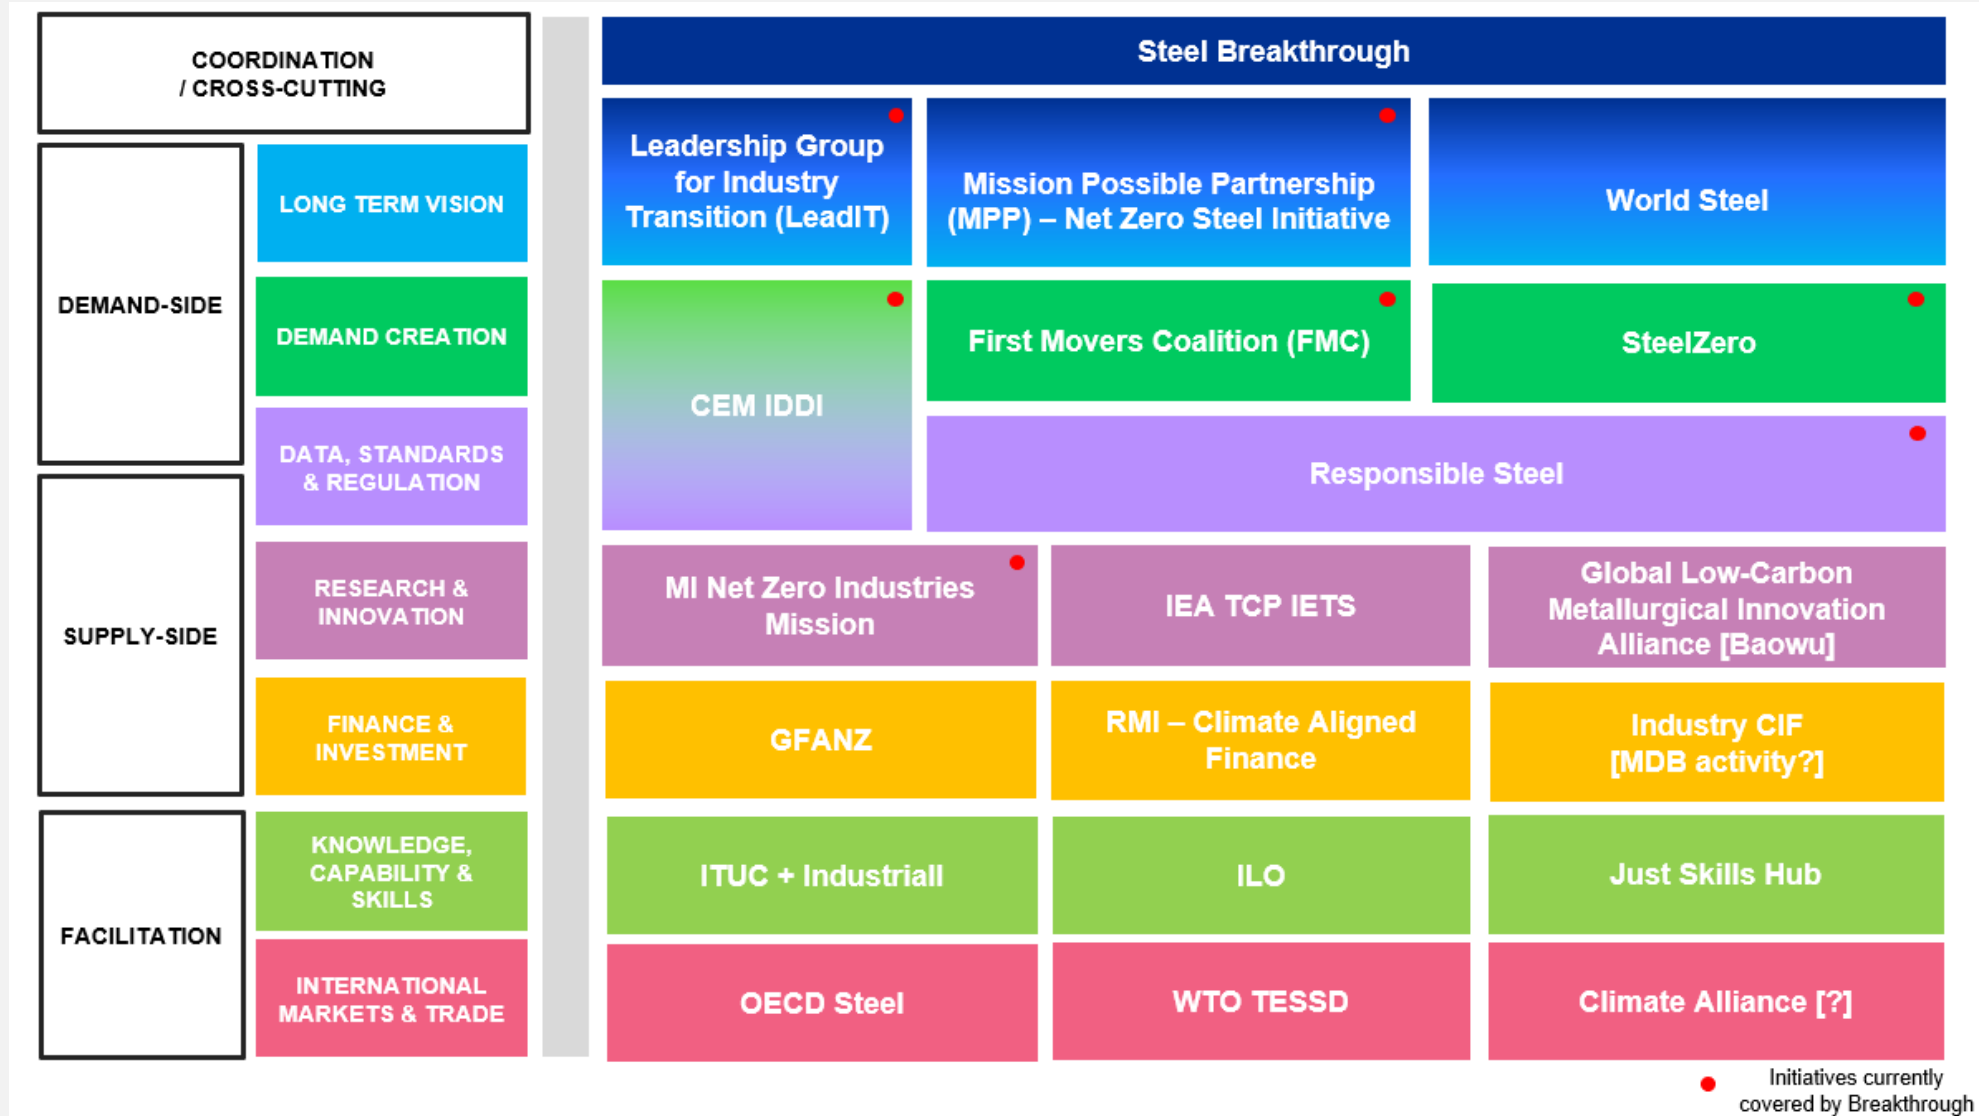 COORDINATION
/ CROSS-CUTTING
Steel Breakthrough
DEMAND-SIDE
LONG TERM VISION
Leadership Group
for Industry
Transition (LeadIT)
Mission Possible Partnership
(MPP) – Net Zero Steel Initiative
World Steel
DEMAND CREATION
CEM IDDI
First Movers Coalition (FMC)
SteelZero
DATA, STANDARDS
& REGULATION
Responsible Steel
SUPPLY-SIDE
RESEARCH &
INNOVATION
MI Net Zero Industries
Mission
IEA TCP IETS
Global Low-Carbon
Metallurgical Innovation
Alliance [Baowu]
FINANCE &
INVESTMENT
GFANZ
RMI – Climate Aligned
Finance
Industry CIF
[MDB activity?]
FACILITATION
KNOWLEDGE,
CAPABILITY &
SKILLS
ITUC + Industriall
ILO
Just Skills Hub
INTERNATIONAL
MARKETS & TRADE
OECD Steel
WTO TESSD
Climate Alliance [?]
Initiatives currently
covered by Breakthrough